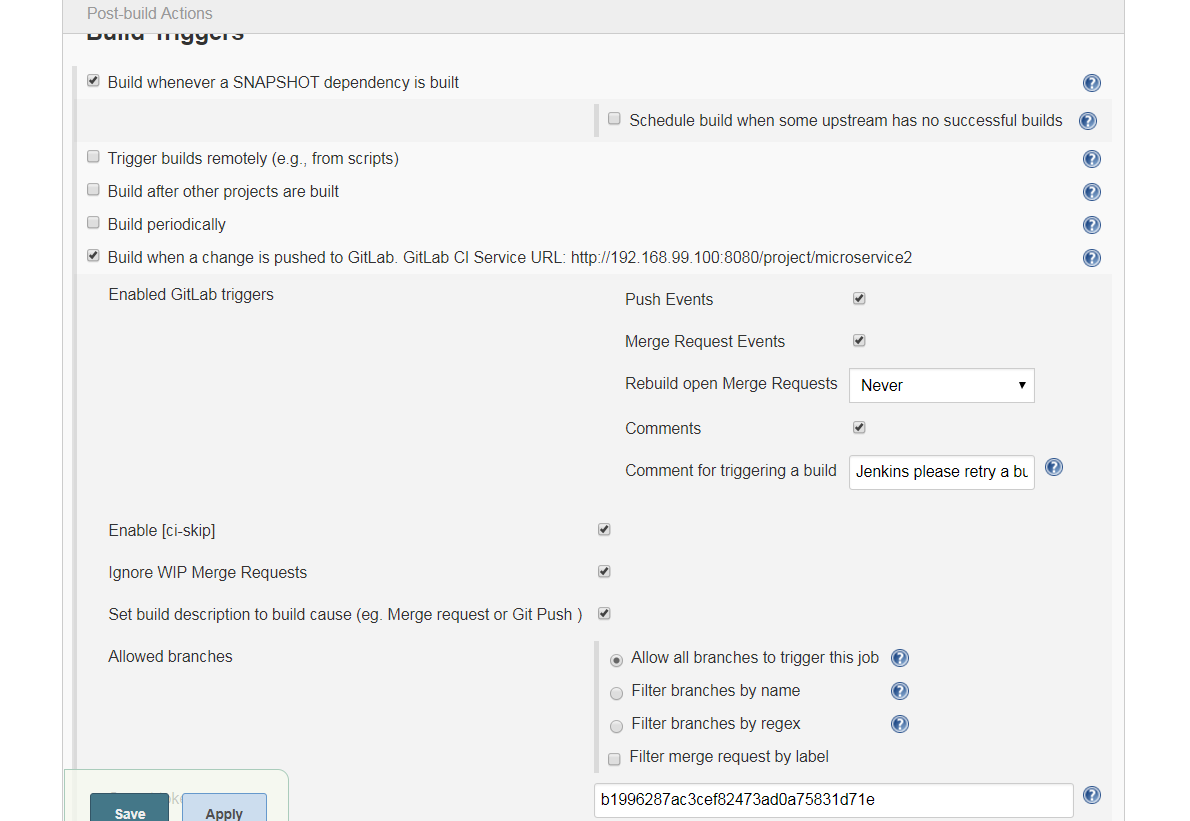 Post-build Actions
Build Triggers
Build whenever a SNAPSHOT dependency is built
Schedule build when some upstream has no successful builds
Trigger builds remotely (e.g., from scripts)
Build after other projects are built
Build periodically
Build when a change is pushed to GitLab. GitLab CI Service URL: http://192.168.99.100:8080/project/microservice2
Enabled GitLab triggers
Push Events
Merge Request Events
Rebuild open Merge Requests Never
Comments
Comment for triggering a build Jenkins please retry a bu
Enable [ci-skip]
Ignore WIP Merge Requests
Set build description to build cause (eg. Merge request or Git Push )
Allowed branches
Allow all branches to trigger this job
Filter branches by name
Filter branches by regex
Filter merge request by label
b1996287ac3cef82473ad0a75831d71e
Save Apply